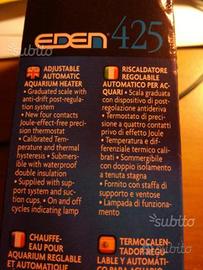 EDEN 425
ADJUSTABLE
AUTOMATIC
AQUARIUM HEATER
• Graduated scale with
anti-drift post-regula-
tion system
• New four contacts
Joule-effect-free preci-
sion thermostat
• Calibrated Tem-
perature and thermal
hysteresis • Sub-
mersible with waterproof
double insulation
• Supplied with sup-
port system and suc-
tion cups. • On and off
cycles indicating lamp
RISCALDATORE
REGOLABILE
AUTOMATICO PER AC-
QUARI • Scala graduata
con dispositivo di post-
regolazione antideriva
• Termostato di precisio-
ne a quattro contatti privo
di effetto Joule
• Temperatura e diffe-
renziale termico cali-
brati • Sommergibile
con doppio isolamento
a tenuta stagna
• Fornito con staffa di
supporto e ventose
• Lampada di funziona-
mento
CHAUFFE-
EAU POUR
AQUARIUM REGLABLE
ET AUTOMATIQUE
TERMOCALEN-
TADOR REGU-
LABLE Y AUTOMÁTI-
subito
subito
subito